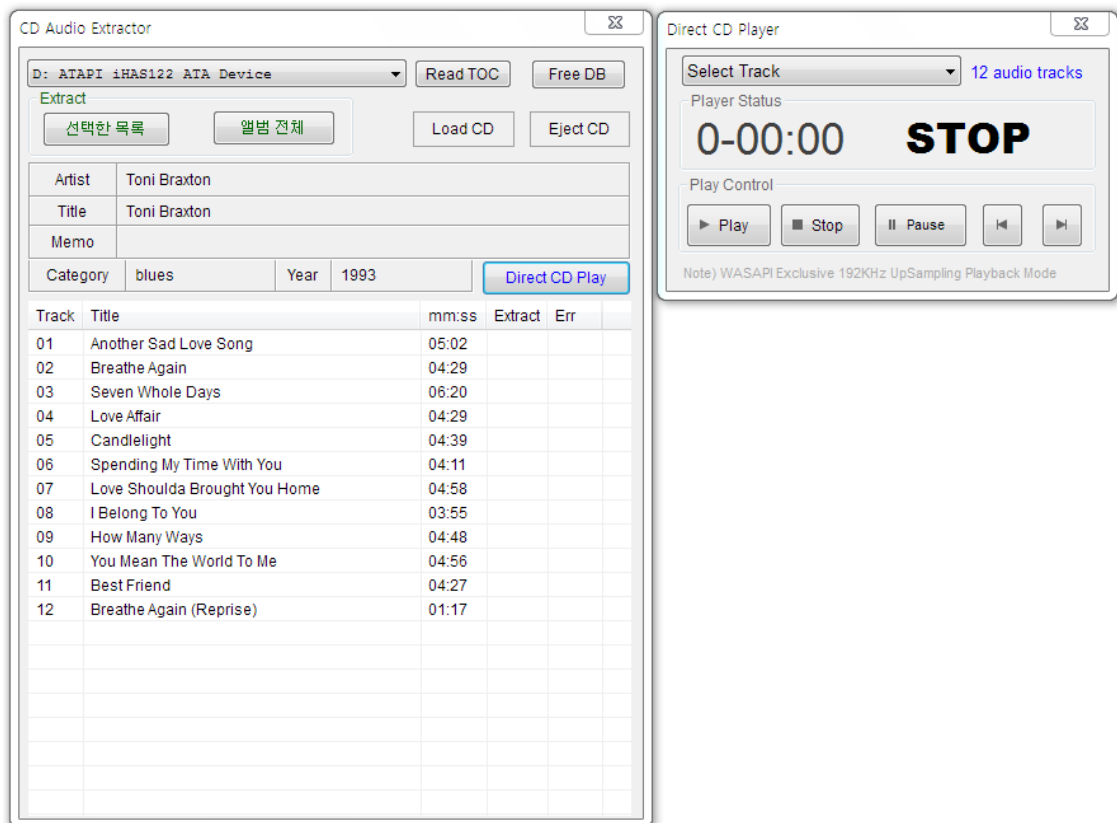 CD Audio Extractor
D: ATAPI iHAS122 ATA Device
Read TOC
Free DB
Extract
선택한 목록
앨범 전체
Load CD
Eject CD
Artist Toni Braxton
Title Toni Braxton
Memo
Category blues Year 1993 Direct CD Play
Track Title mm:ss Extract Err
01 Another Sad Love Song 05:02
02 Breathe Again 04:29
03 Seven Whole Days 06:20
04 Love Affair 04:29
05 Candlelight 04:39
06 Spending My Time With You 04:11
07 Love Shoulda Brought You Home 04:58
08 I Belong To You 03:55
09 How Many Ways 04:48
10 You Mean The World To Me 04:56
11 Best Friend 04:27
12 Breathe Again (Reprise) 01:17
Direct CD Player
Select Track 12 audio tracks
Player Status
0-00:00 STOP
Play Control
Play Stop Pause
Note) WASAPI Exclusive 192KHz UpSampling Playback Mode